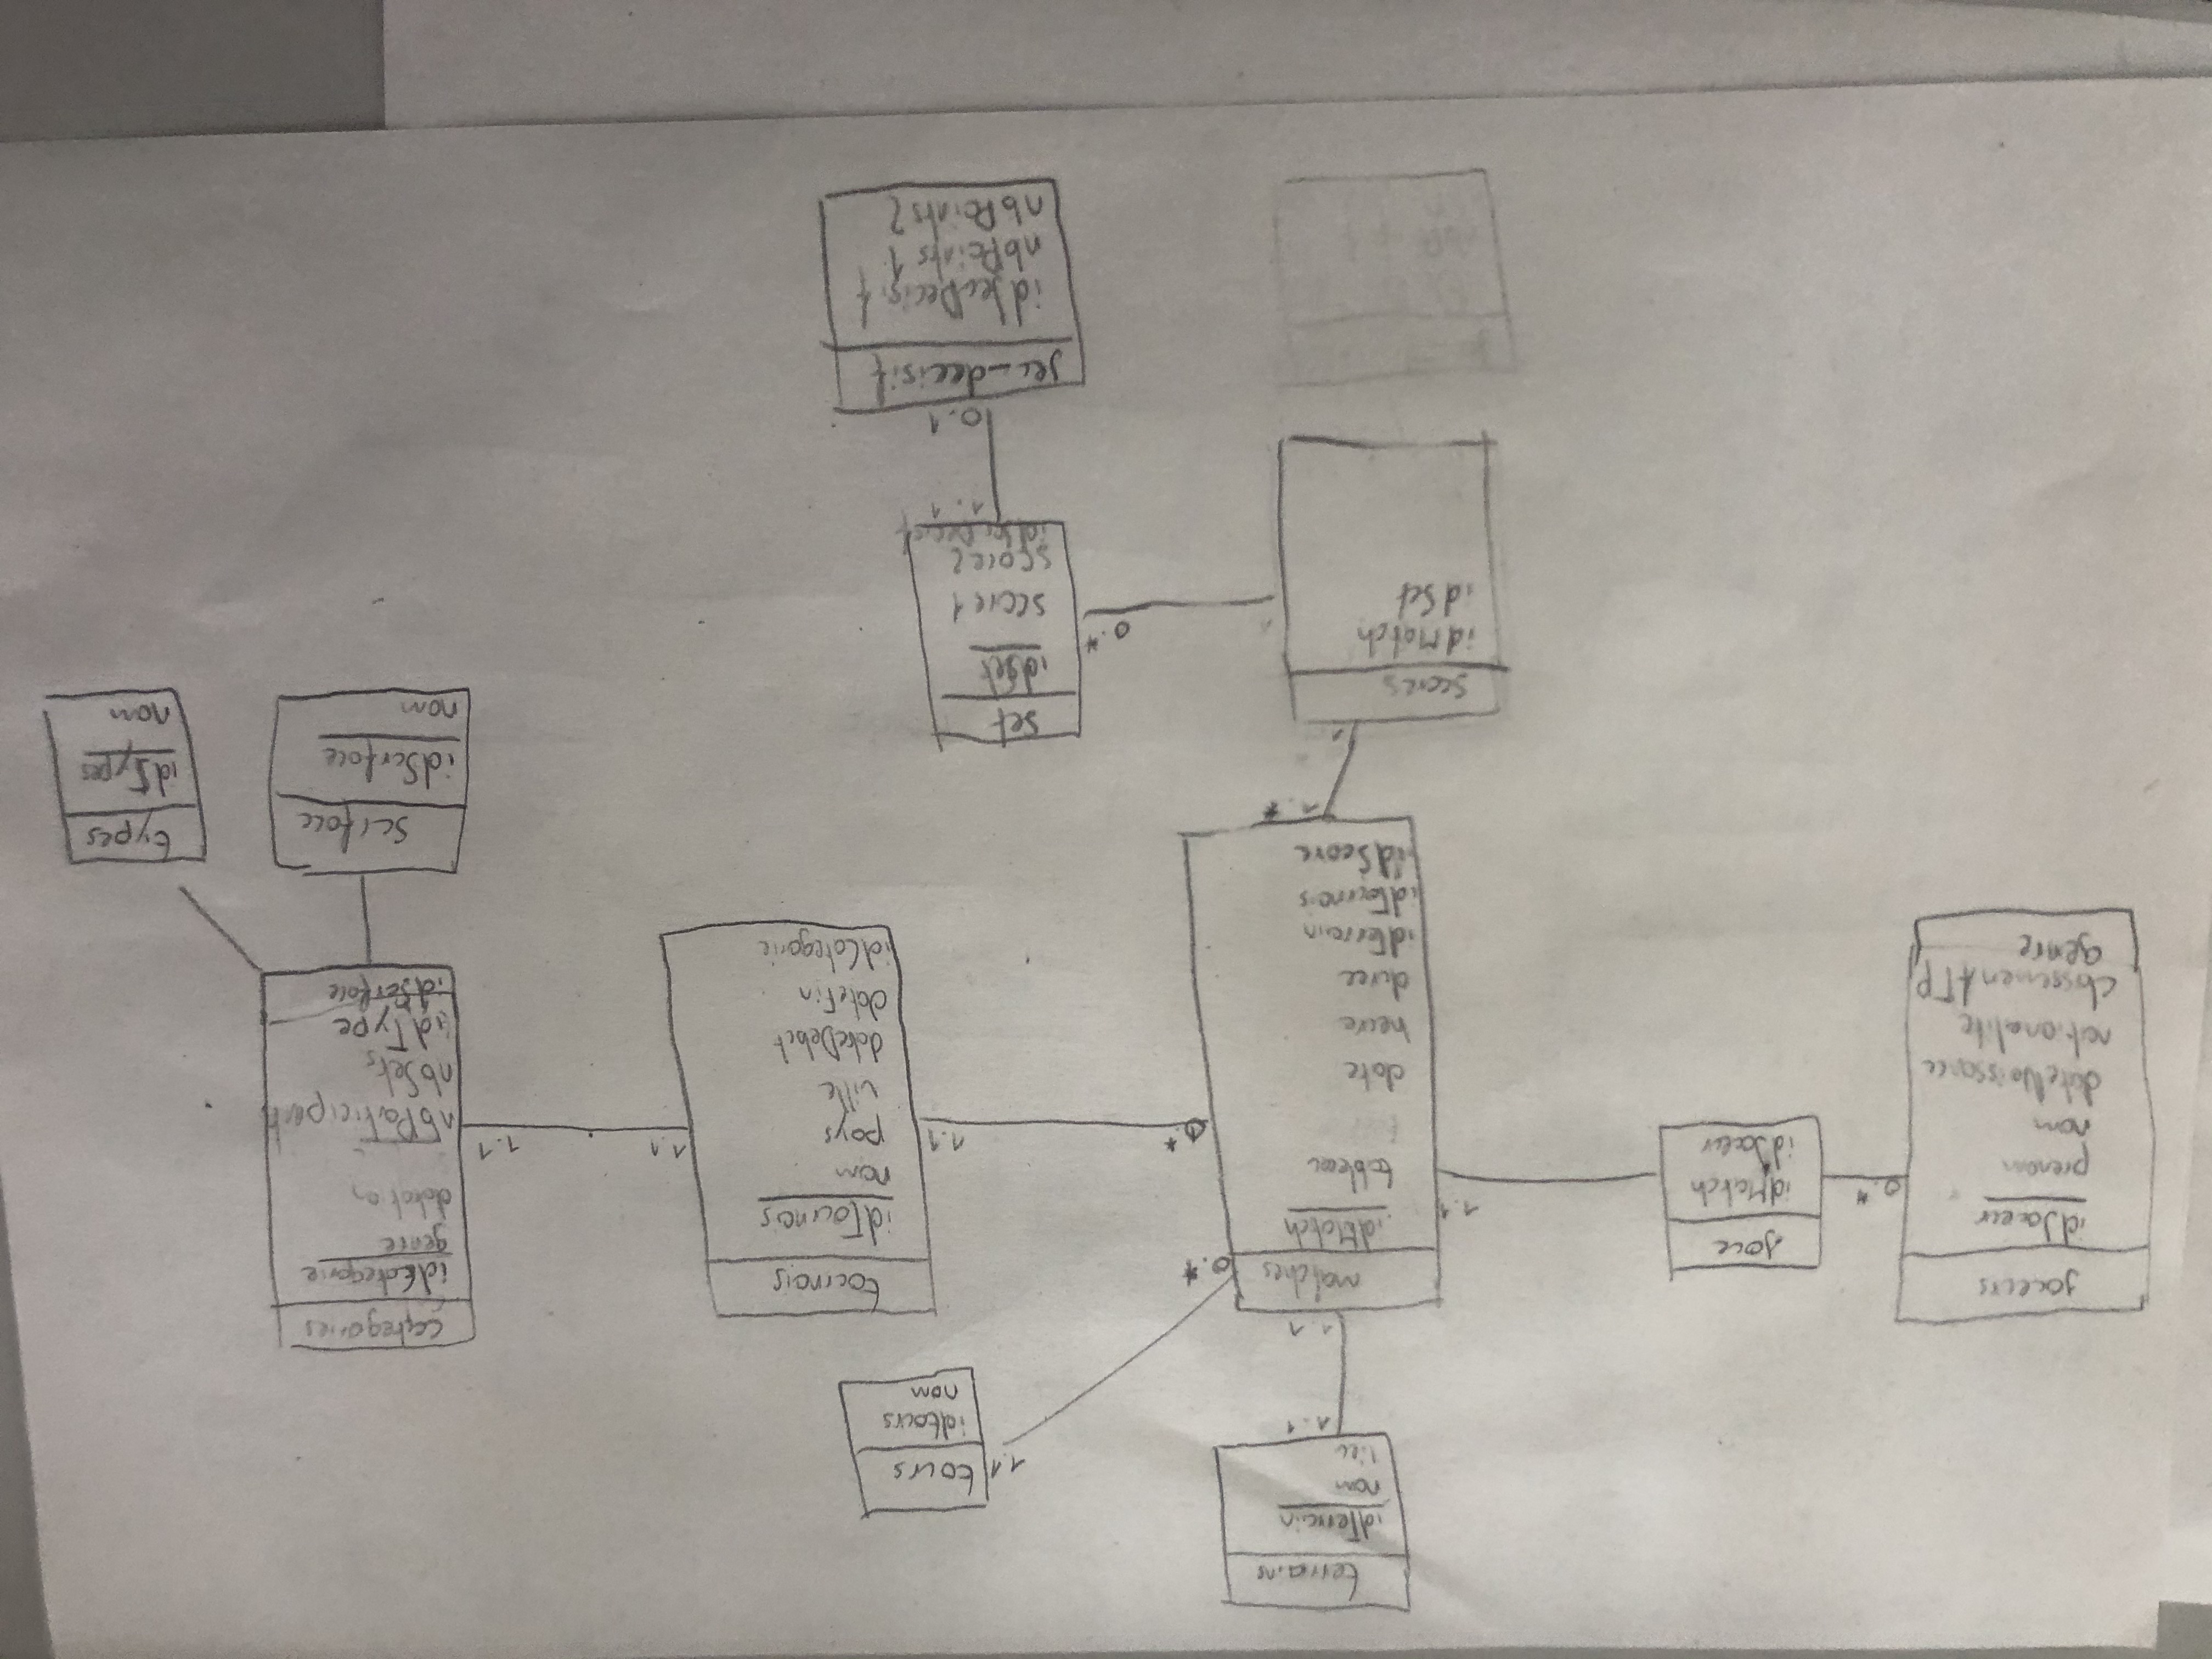 terrains
idTerrain
nom
lieu
1.1
1.1
tours
idtours
nom
1.1
0.*
joueurs
idJoueur
prenom
nom
dateNaissance
nationalite
classemenATP
genre
0.*
joue
idMatch
idJoueur
1.1
matches
idMatch
tableau
date
heure
duree
idTerrain
idTournois
idScore
0.*
1.1
tournois
idTournois
nom
pays
ville
dateDebut
dateFin
idCategorie
1.1
1.1
categories
idCategorie
genre
dotation
nbParticipants
nbSets
idType
idSurface
surface
idSurface
nom
types
idTypes
nom
1.*
1
scores
idMatch
idSet
0.*
set
idSet
score1
score2
idJeuDecisif
1.1
0.1
jeu_decisif
idJeuDecisif
nbPoints1
nbPoints2